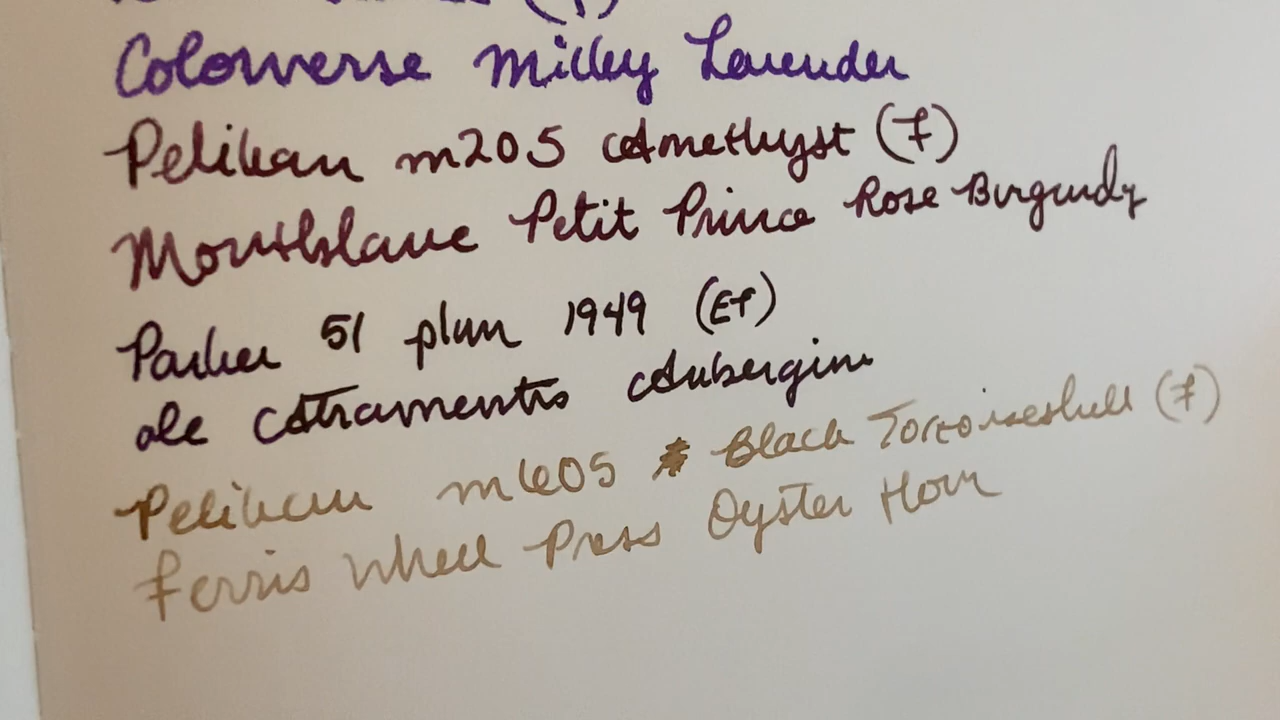 Colorverse Milky Lavender
Pelikan m205 Amethyst (F)
Montblanc Petit Prince Rose Burgundy
Parker 51 plum 1949 (EF)
de Atramentis Aubergine
Pelikan m605 Black Tortoiseshell (F)
Ferris Wheel Press Oyster Hour